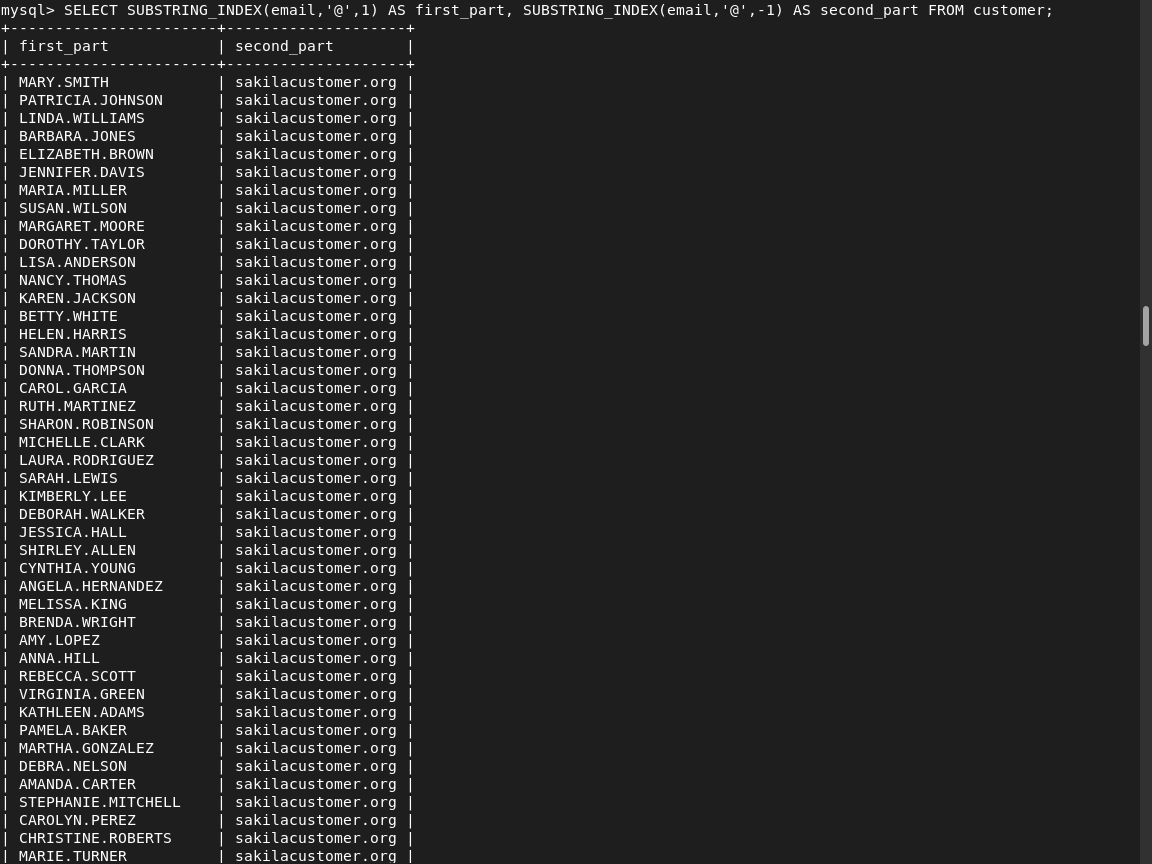 mysql> SELECT SUBSTRING_INDEX(email,'@',1) AS first_part, SUBSTRING_INDEX(email,'@',-1) AS second_part FROM customer;
+-----------------------+--------------------+
| first_part            | second_part        |
+-----------------------+--------------------+
| MARY.SMITH            | sakilacustomer.org |
| PATRICIA.JOHNSON      | sakilacustomer.org |
| LINDA.WILLIAMS        | sakilacustomer.org |
| BARBARA.JONES         | sakilacustomer.org |
| ELIZABETH.BROWN       | sakilacustomer.org |
| JENNIFER.DAVIS        | sakilacustomer.org |
| MARIA.MILLER          | sakilacustomer.org |
| SUSAN.WILSON          | sakilacustomer.org |
| MARGARET.MOORE        | sakilacustomer.org |
| DOROTHY.TAYLOR        | sakilacustomer.org |
| LISA.ANDERSON         | sakilacustomer.org |
| NANCY.THOMAS          | sakilacustomer.org |
| KAREN.JACKSON         | sakilacustomer.org |
| BETTY.WHITE           | sakilacustomer.org |
| HELEN.HARRIS          | sakilacustomer.org |
| SANDRA.MARTIN         | sakilacustomer.org |
| DONNA.THOMPSON        | sakilacustomer.org |
| CAROL.GARCIA          | sakilacustomer.org |
| RUTH.MARTINEZ         | sakilacustomer.org |
| SHARON.ROBINSON       | sakilacustomer.org |
| MICHELLE.CLARK        | sakilacustomer.org |
| LAURA.RODRIGUEZ       | sakilacustomer.org |
| SARAH.LEWIS           | sakilacustomer.org |
| KIMBERLY.LEE          | sakilacustomer.org |
| DEBORAH.WALKER        | sakilacustomer.org |
| JESSICA.HALL          | sakilacustomer.org |
| SHIRLEY.ALLEN         | sakilacustomer.org |
| CYNTHIA.YOUNG         | sakilacustomer.org |
| ANGELA.HERNANDEZ      | sakilacustomer.org |
| MELISSA.KING          | sakilacustomer.org |
| BRENDA.WRIGHT         | sakilacustomer.org |
| AMY.LOPEZ             | sakilacustomer.org |
| ANNA.HILL             | sakilacustomer.org |
| REBECCA.SCOTT         | sakilacustomer.org |
| VIRGINIA.GREEN        | sakilacustomer.org |
| KATHLEEN.ADAMS        | sakilacustomer.org |
| PAMELA.BAKER          | sakilacustomer.org |
| MARTHA.GONZALEZ       | sakilacustomer.org |
| DEBRA.NELSON          | sakilacustomer.org |
| AMANDA.CARTER         | sakilacustomer.org |
| STEPHANIE.MITCHELL    | sakilacustomer.org |
| CAROLYN.PEREZ         | sakilacustomer.org |
| CHRISTINE.ROBERTS     | sakilacustomer.org |
| MARIE.TURNER          | sakilacustomer.org |